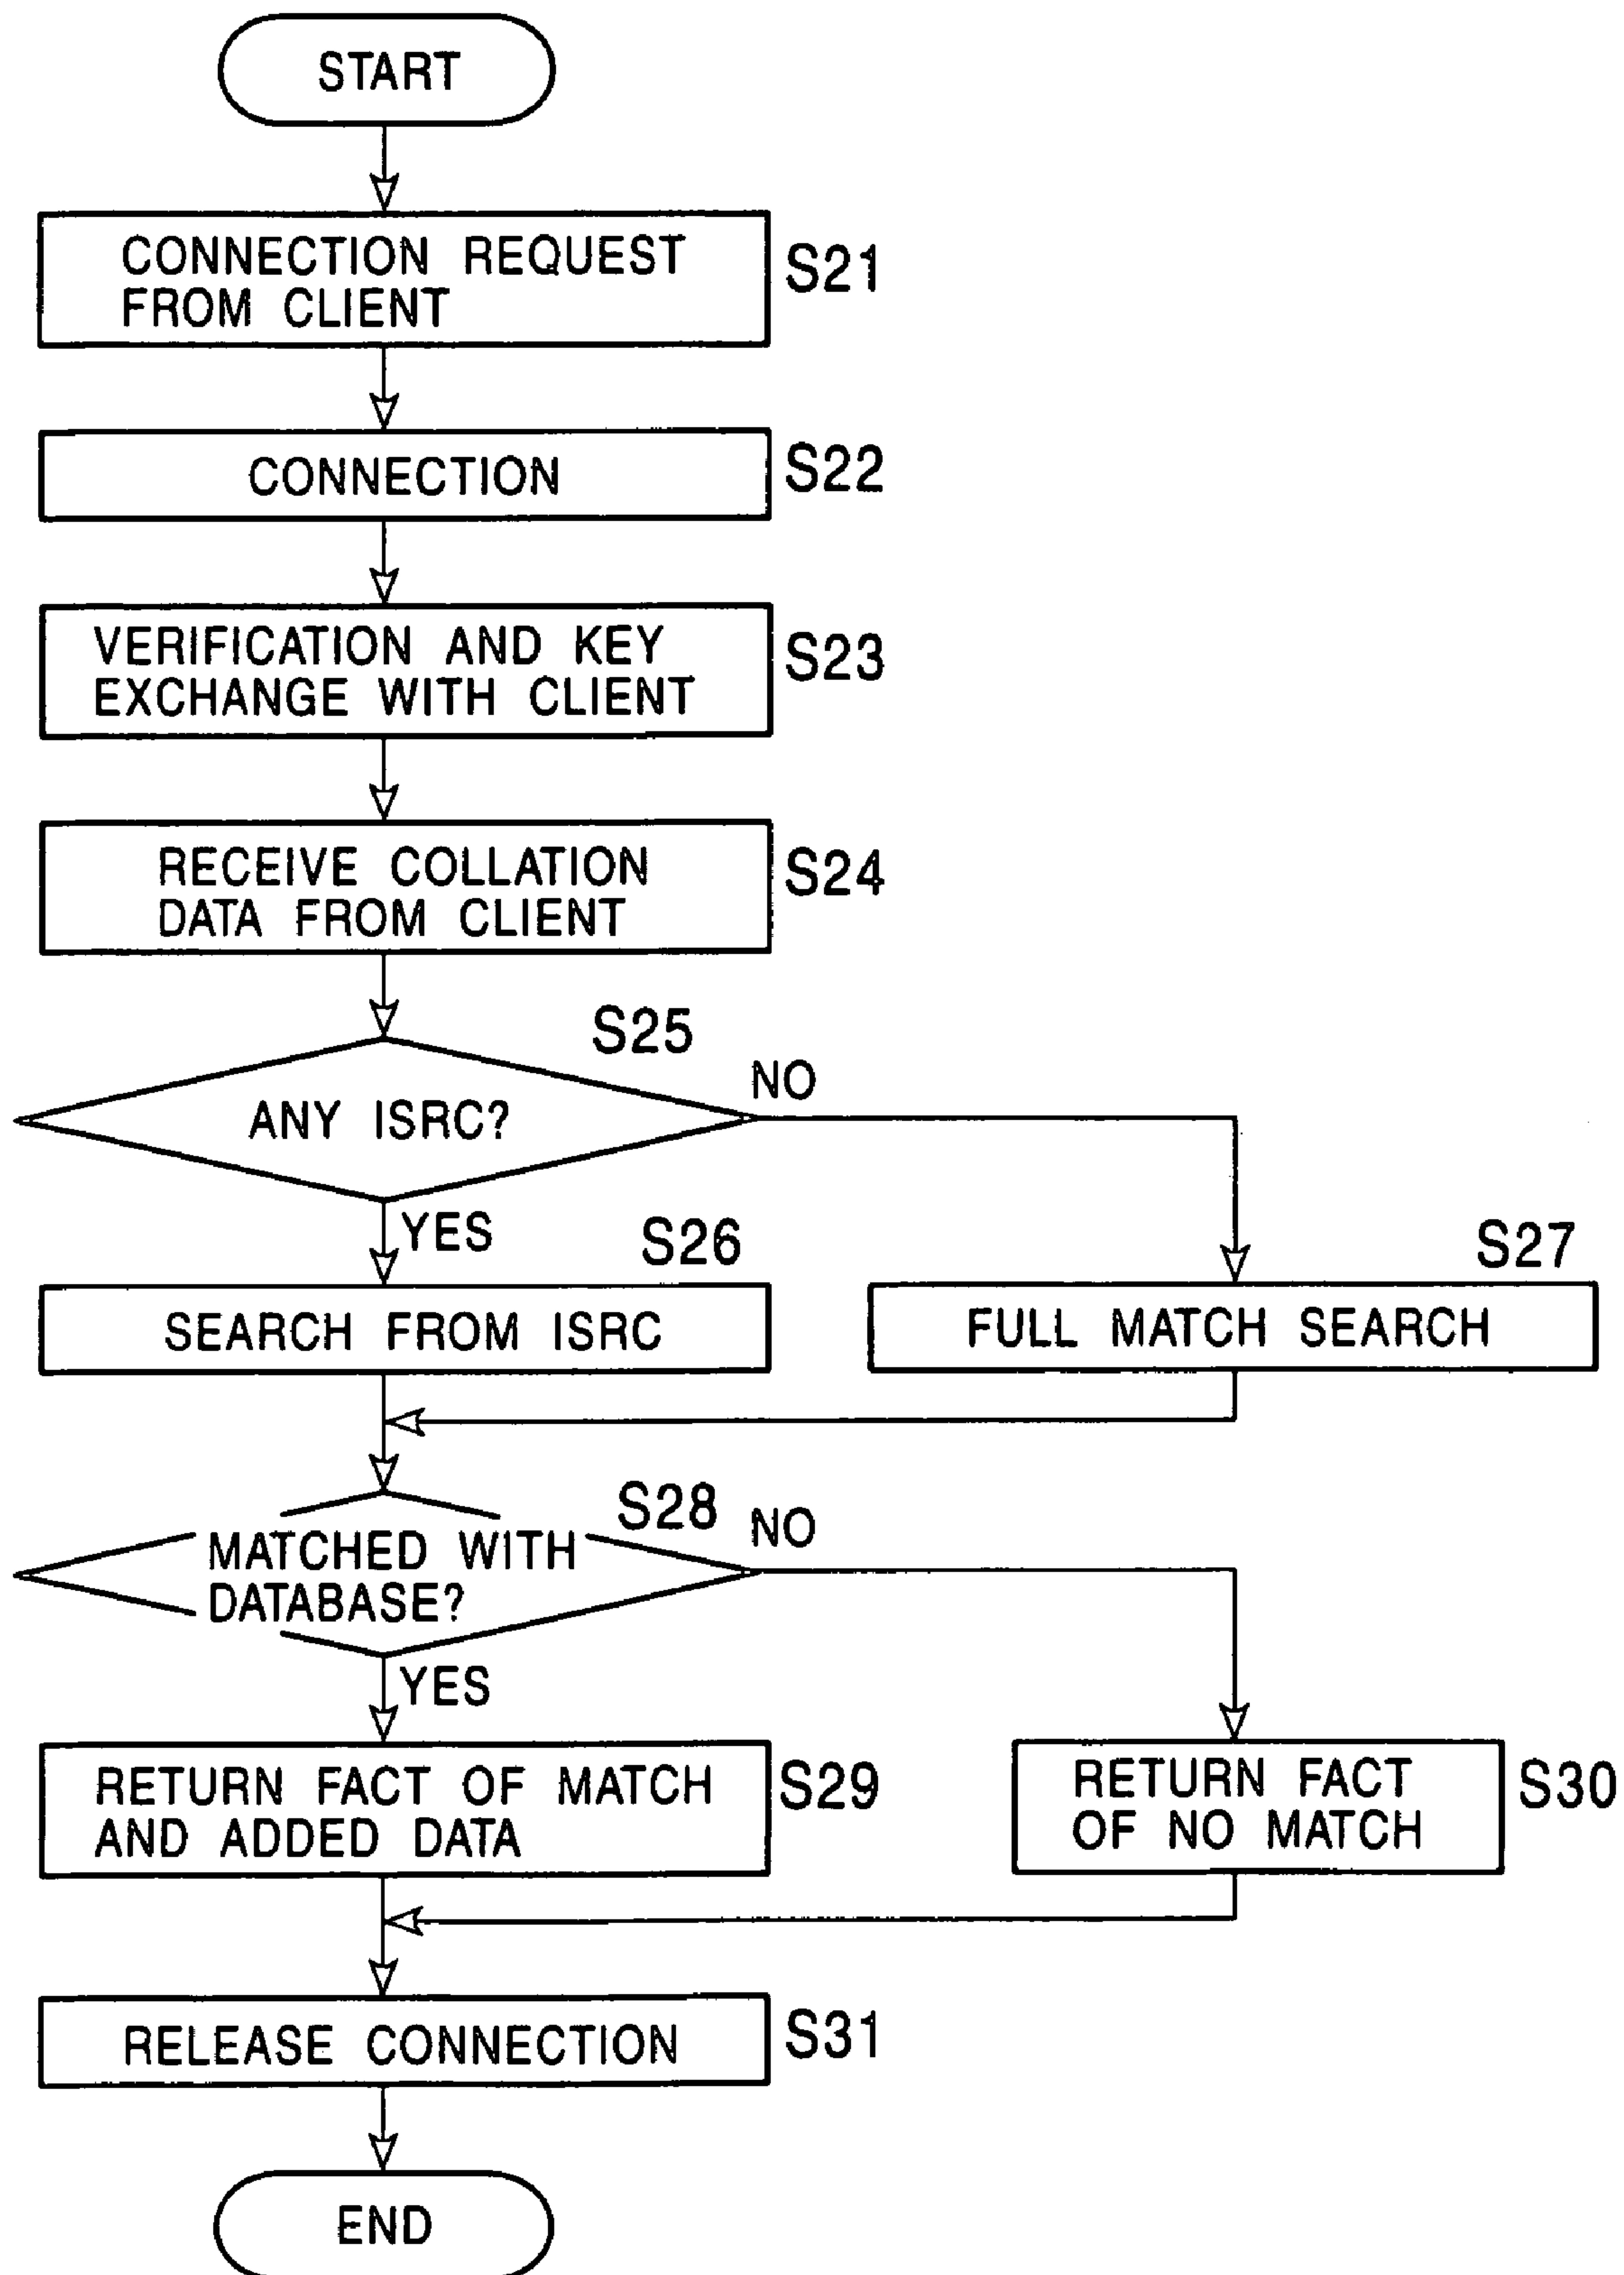 START
CONNECTION REQUEST
FROM CLIENT
S21
CONNECTION
S22
VERIFICATION AND KEY
EXCHANGE WITH CLIENT
S23
RECEIVE COLLATION
DATA FROM CLIENT
S24
S25
ANY ISRC?
NO
YES
S26
SEARCH FROM ISRC
S27
FULL MATCH SEARCH
S28
MATCHED WITH
DATABASE?
NO
YES
RETURN FACT OF MATCH
AND ADDED DATA
S29
RETURN FACT
OF NO MATCH
S30
RELEASE CONNECTION
S31
END